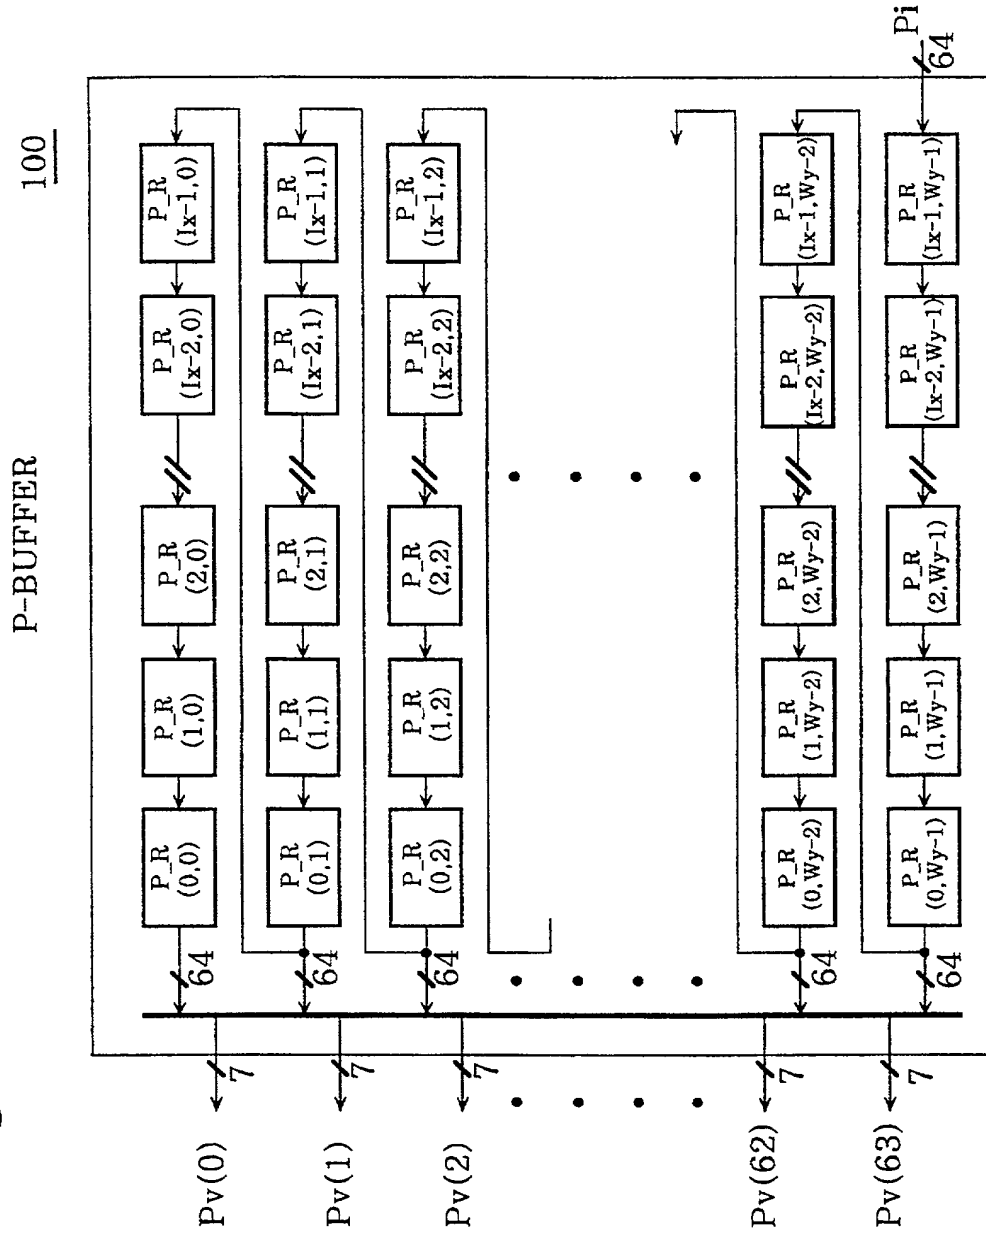 P-BUFFER
100
P_R
(0,0)
P_R
(1,0)
P_R
(2,0)
P_R
(Ix-2,0)
P_R
(Ix-1,0)
64
Pv(0)
7
P_R
(0,1)
P_R
(1,1)
P_R
(2,1)
P_R
(Ix-2,1)
P_R
(Ix-1,1)
64
Pv(1)
7
P_R
(0,2)
P_R
(1,2)
P_R
(2,2)
P_R
(Ix-2,2)
P_R
(Ix-1,2)
64
Pv(2)
7
P_R
(0,Wy-2)
P_R
(1,Wy-2)
P_R
(2,Wy-2)
P_R
(Ix-2,Wy-2)
P_R
(Ix-1,Wy-2)
64
Pv(62)
7
P_R
(0,Wy-1)
P_R
(1,Wy-1)
P_R
(2,Wy-1)
P_R
(Ix-2,Wy-1)
P_R
(Ix-1,Wy-1)
64
Pv(63)
7
Pi
64